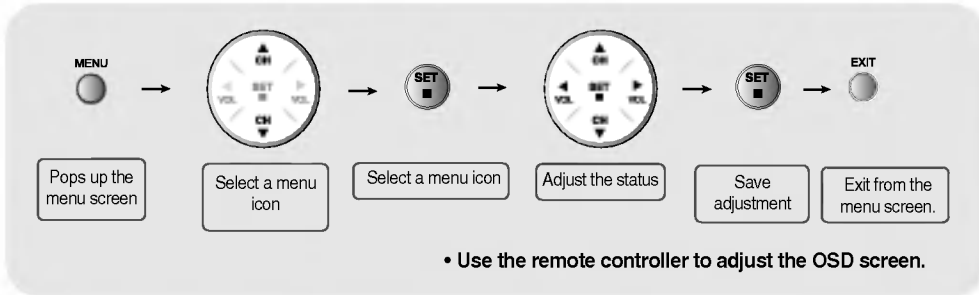 MENU
CH
SET
VOL
VOL
CH
SET
CH
SET
VOL
VOL
CH
SET
EXIT
Pops up the
menu screen
Select a menu
icon
Select a menu icon
Adjust the status
Save
adjustment
Exit from the
menu screen.
• Use the remote controller to adjust the OSD screen.